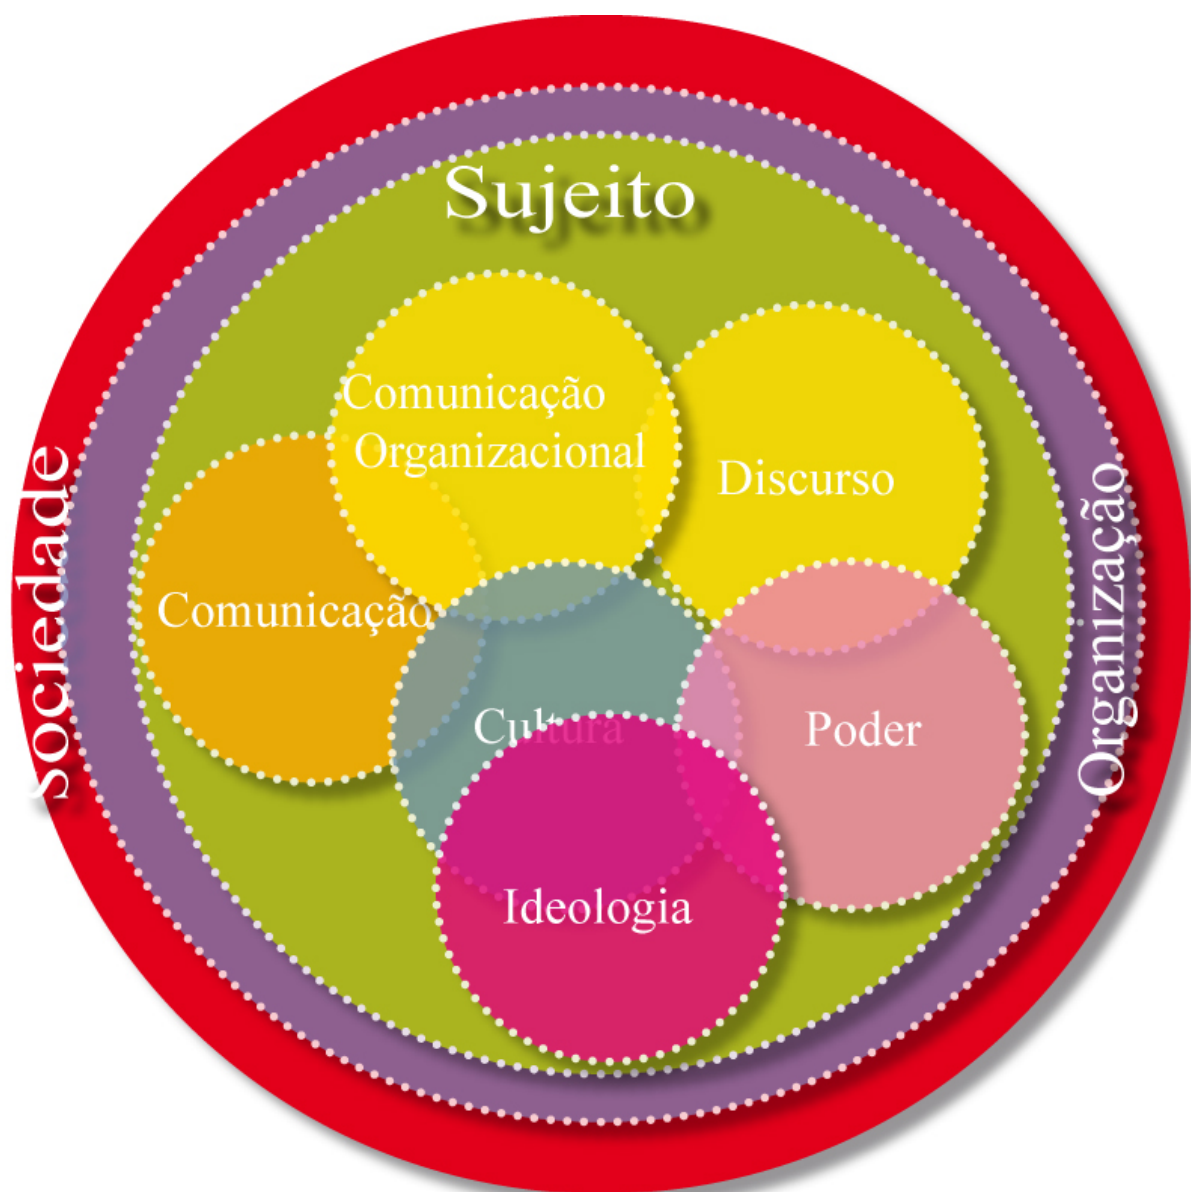 Sujeito
Comunicação
Organizacional
Discurso
Sociedade
Organização
Comunicação
Cultura
Poder
Ideologia